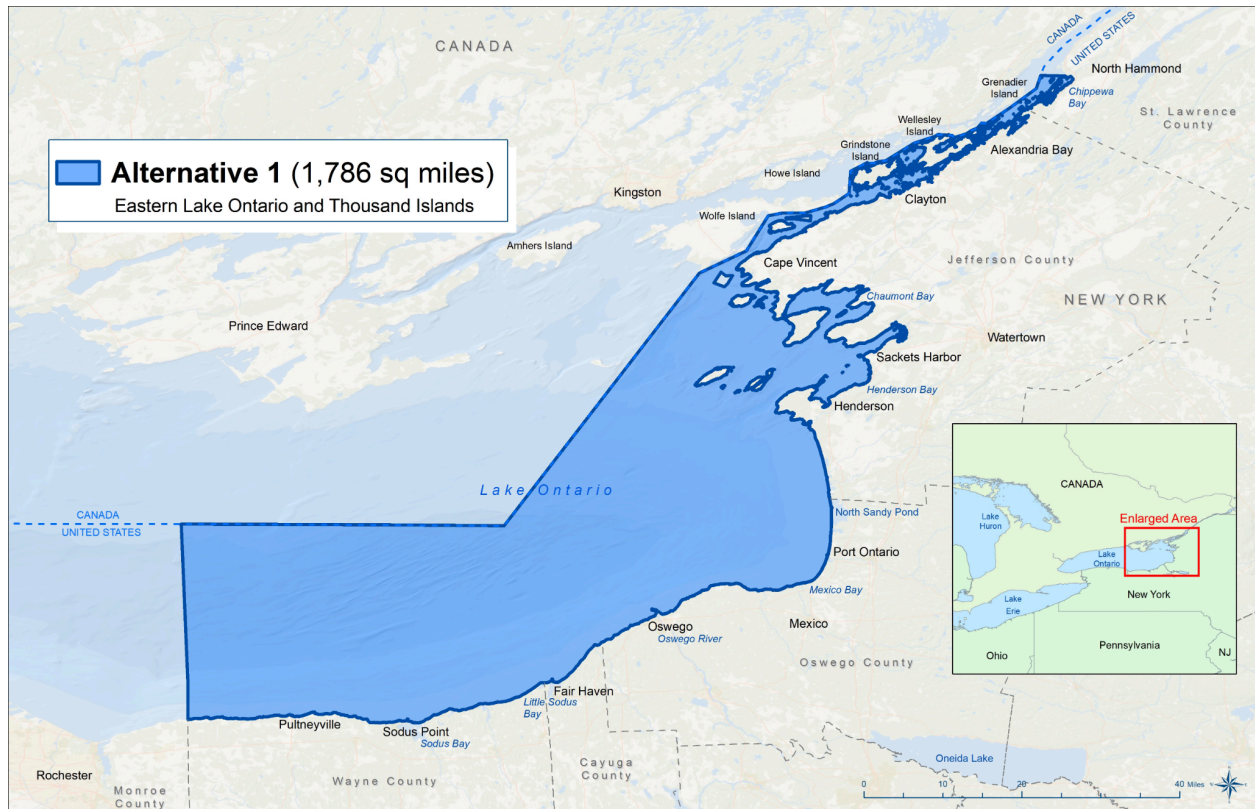 CANADA
CANADA
UNITED STATES
North Hammond
Grenadier
Island
Chippewa
Bay
St. Lawrence
County
Wellesley
Island
Alexandria Bay
Grindstone
Island
Alternative 1 (1,786 sq miles)
Eastern Lake Ontario and Thousand Islands
Howe Island
Kingston
Clayton
Wolfe Island
Amhers Island
Cape Vincent
Jefferson County
Chaumont Bay
NEW YORK
Prince Edward
Watertown
Sackets Harbor
Henderson Bay
Henderson
Lake Ontario
CANADA
UNITED STATES
North Sandy Pond
Port Ontario
Mexico Bay
Oswego
Oswego River
Mexico
Oswego County
Fair Haven
Little Sodus
Bay
Pultneyville
Sodus Point
Sodus Bay
Rochester
Monroe
County
Wayne County
Cayuga
County
Oneida Lake
CANADA
Lake
Huron
Enlarged Area
Lake
Ontario
New York
Lake
Erie
Pennsylvania
Ohio
NJ
0 10 20 40 Miles